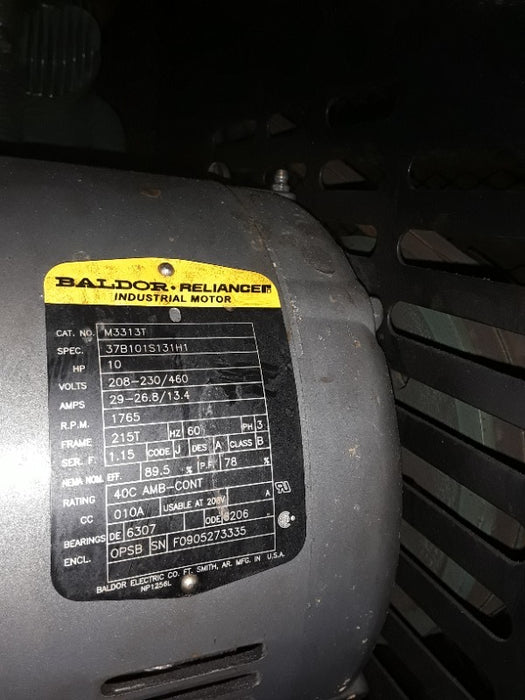 BALDOR • RELIANCE
INDUSTRIAL MOTOR
CAT. NO. M3313T
SPEC. 37B101S131H1
HP 10
VOLTS 208-230/460
AMPS 29-26.8/13.4
R.P.M. 1765
FRAME 215T HZ 60 PH 3
SER. F. 1.15 CODE J DES A CLASS B
NEMA NOM. EFF. 89.5 % P.F. 78 %
RATING 40C AMB-CONT
CC 010A USABLE AT 208V A
BEARINGS DE 6307 ODE 6206
ENCL. OPSB SN F0905273335
BALDOR ELECTRIC CO. FT. SMITH, AR. MFG. IN U.S.A.
NP1256L